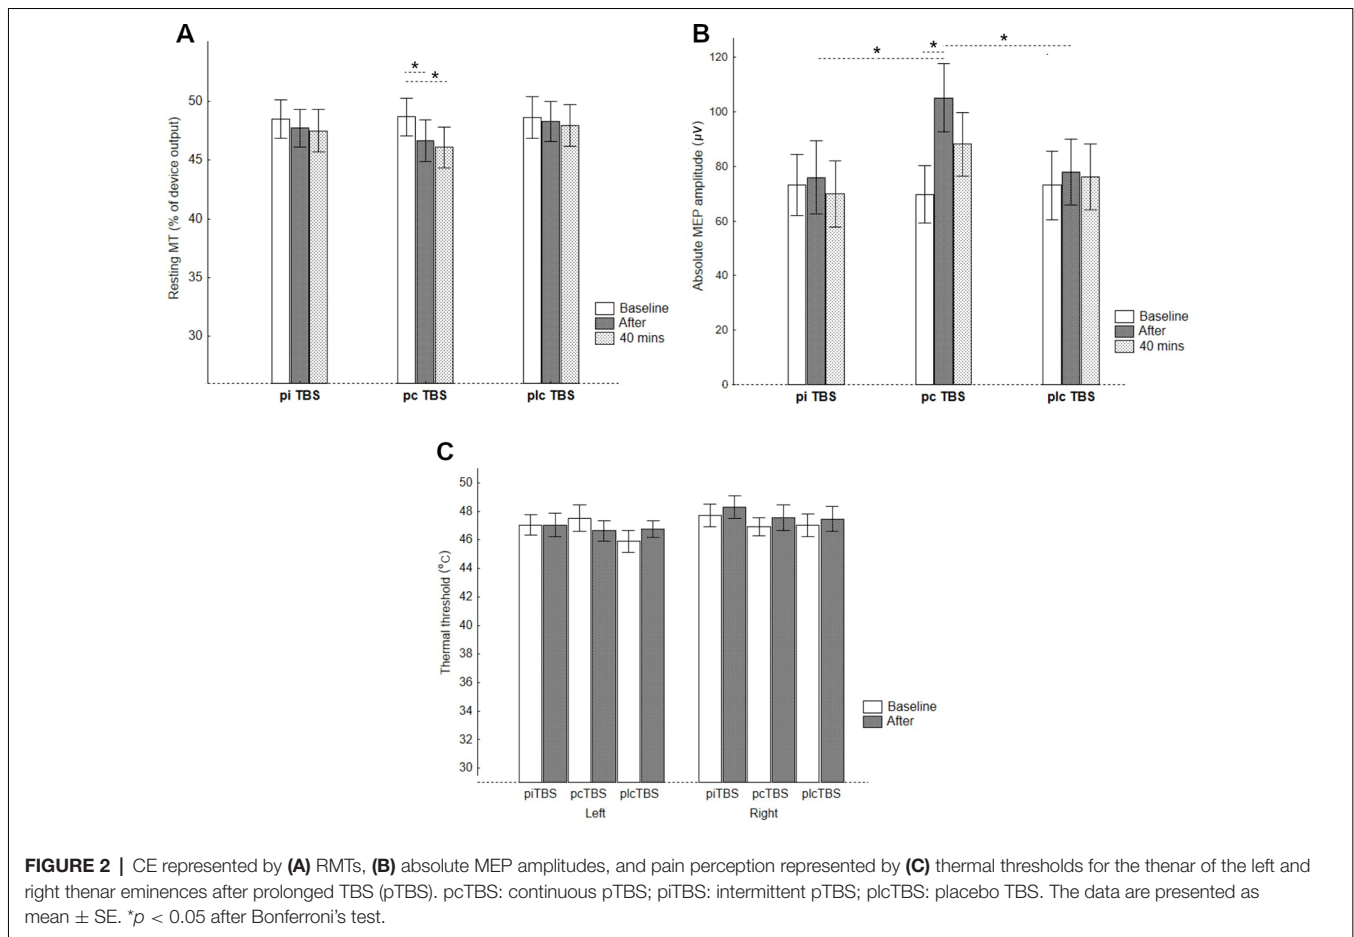 A
50
45
40
35
30
Resting MT (% of device output)
* *
pi TBS pc TBS plc TBS
Baseline
After
40 mins
B
120
100
80
60
40
20
0
Absolute MEP amplitude (µV)
* * *
pi TBS pc TBS plc TBS
Baseline
After
40 mins
C
50
48
46
44
42
40
38
36
34
32
30
Thermal threshold (°C)
piTBS pcTBS plcTBS piTBS pcTBS plcTBS
Left Right
Baseline
After
FIGURE 2 | CE represented by (A) RMTs, (B) absolute MEP amplitudes, and pain perception represented by (C) thermal thresholds for the thenar of the left and
right thenar eminences after prolonged TBS (pTBS). pcTBS: continuous pTBS; piTBS: intermittent pTBS; plcTBS: placebo TBS. The data are presented as
mean ± SE. *p < 0.05 after Bonferroni’s test.